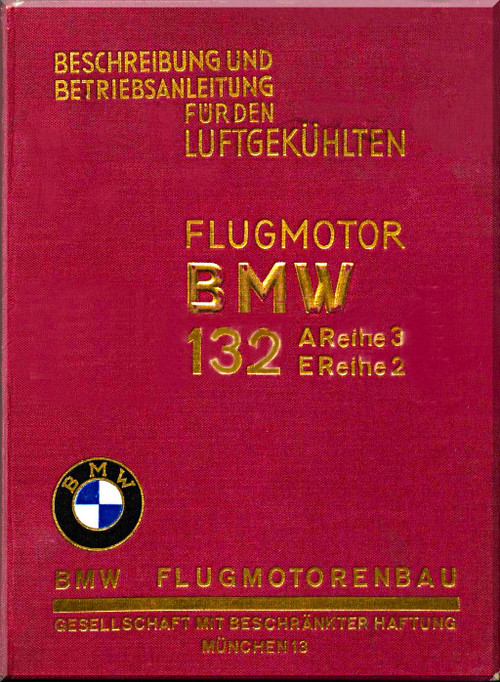 BESCHREIBUNG UND
BETRIEBSANLEITUNG
FÜR DEN
LUFTGEKÜHLTEN
FLUGMOTOR
BMW
132 A Reihe 3
E Reihe 2
BMW
BMW FLUGMOTORENBAU
GESELLSCHAFT MIT BESCHRÄNKTER HAFTUNG
MÜNCHEN 13